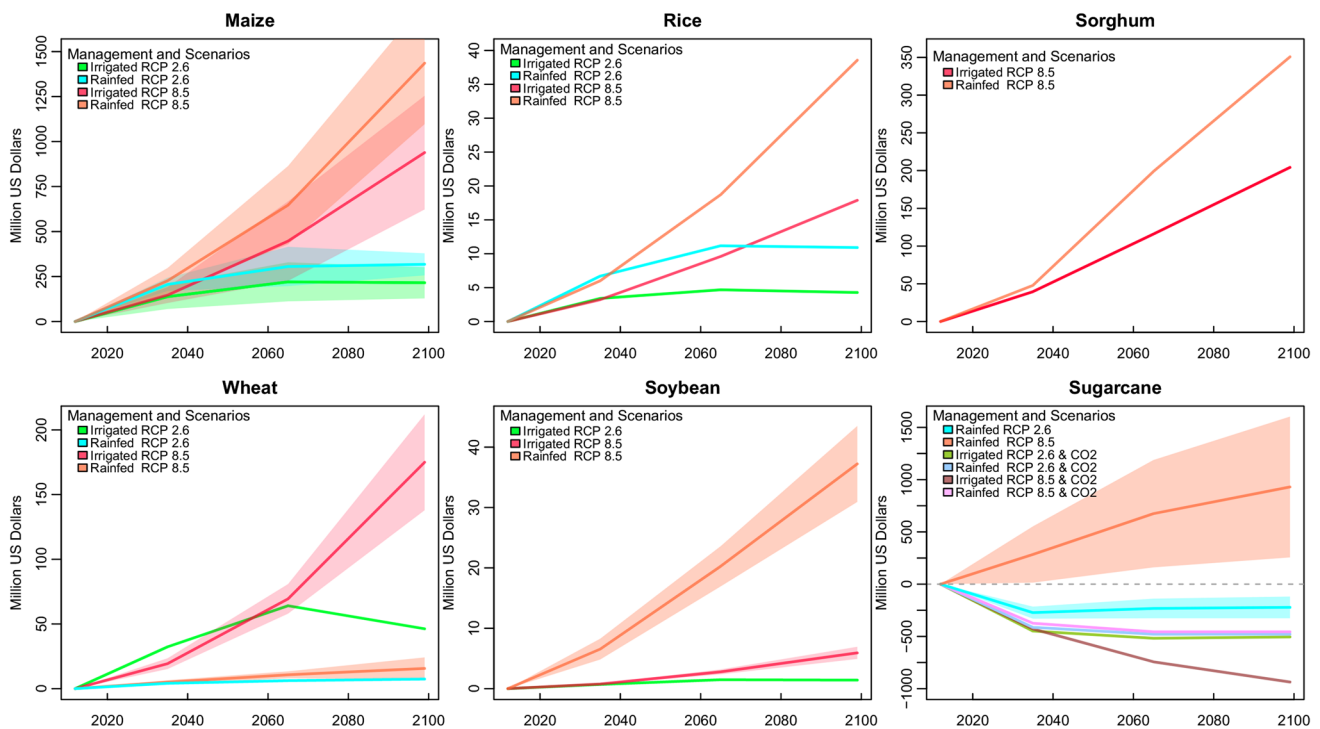 Maize
Management and Scenarios
Irrigated RCP 2.6
Rainfed RCP 2.6
Irrigated RCP 8.5
Rainfed RCP 8.5
Million US Dollars
0
250
500
750
1000
1250
1500
2020
2040
2060
2080
2100
Rice
Management and Scenarios
Irrigated RCP 2.6
Rainfed RCP 2.6
Irrigated RCP 8.5
Rainfed RCP 8.5
Million US Dollars
0
5
10
15
20
25
30
35
40
2020
2040
2060
2080
2100
Sorghum
Management and Scenarios
Irrigated RCP 8.5
Rainfed RCP 8.5
Million US Dollars
0
50
100
150
200
250
300
350
2020
2040
2060
2080
2100
Wheat
Management and Scenarios
Irrigated RCP 2.6
Rainfed RCP 2.6
Irrigated RCP 8.5
Rainfed RCP 8.5
Million US Dollars
0
50
100
150
200
2020
2040
2060
2080
2100
Soybean
Management and Scenarios
Irrigated RCP 2.6
Irrigated RCP 8.5
Rainfed RCP 8.5
Million US Dollars
0
10
20
30
40
2020
2040
2060
2080
2100
Sugarcane
Management and Scenarios
Rainfed RCP 2.6
Rainfed RCP 8.5
Irrigated RCP 2.6 & CO2
Rainfed RCP 2.6 & CO2
Irrigated RCP 8.5 & CO2
Rainfed RCP 8.5 & CO2
Million US Dollars
−1000
−500
0
500
1000
1500
2020
2040
2060
2080
2100